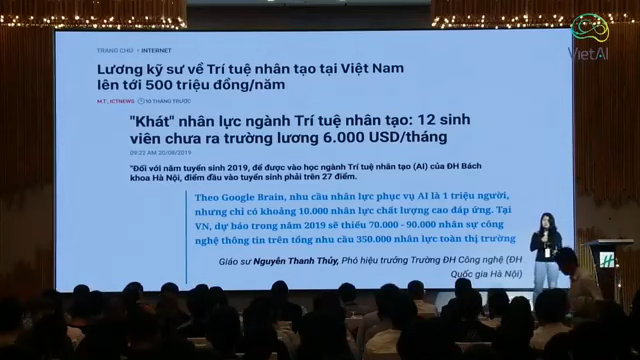 VietAI
TRANG CHỦ › INTERNET
Lương kỹ sư về Trí tuệ nhân tạo tại Việt Nam
lên tới 500 triệu đồng/năm
M.T, ICTNEWS 10 THÁNG TRƯỚC
"Khát" nhân lực ngành Trí tuệ nhân tạo: 12 sinh
viên chưa ra trường lương 6.000 USD/tháng
09:22 AM 20/08/2019
"Đối với năm tuyển sinh 2019, để được vào học ngành Trí tuệ nhân tạo (AI) của ĐH Bách
khoa Hà Nội, điểm đầu vào tuyển sinh phải trên 27 điểm.
Theo Google Brain, nhu cầu nhân lực phục vụ AI là 1 triệu người,
nhưng chỉ có khoảng 10.000 nhân lực chất lượng cao đáp ứng. Tại
VN, dự báo trong năm 2019 sẽ thiếu 70.000 - 90.000 nhân sự công
nghệ thông tin trên tổng nhu cầu 350.000 nhân lực toàn thị trường
Giáo sư Nguyễn Thanh Thủy, Phó hiệu trưởng Trường ĐH Công nghệ (ĐH
Quốc gia Hà Nội)